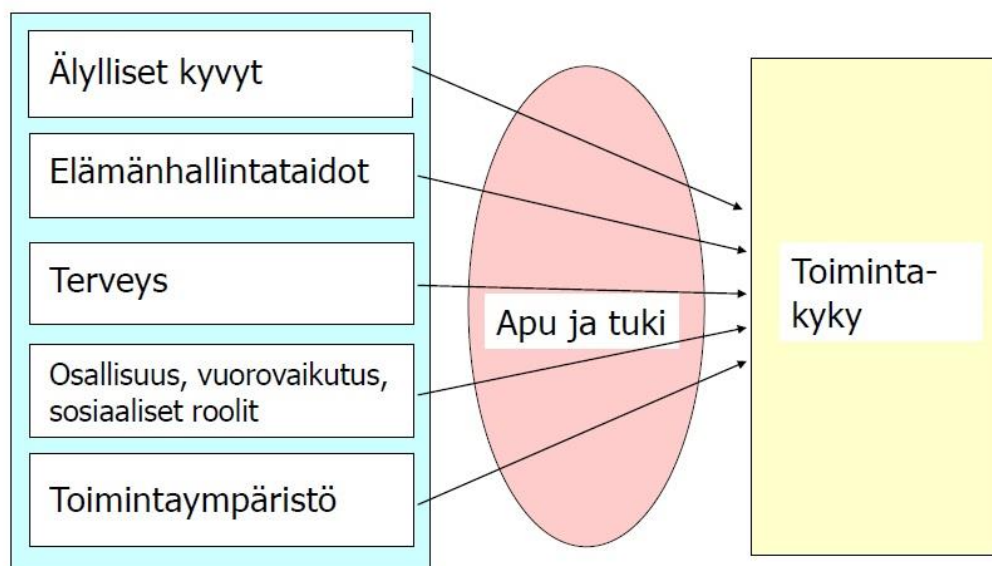 Älylliset kyvyt
Elämänhallintataidot
Terveys
Osallisuus, vuorovaikutus,
sosiaaliset roolit
Toimintaympäristö
Apu ja tuki
Toiminta-
kyky